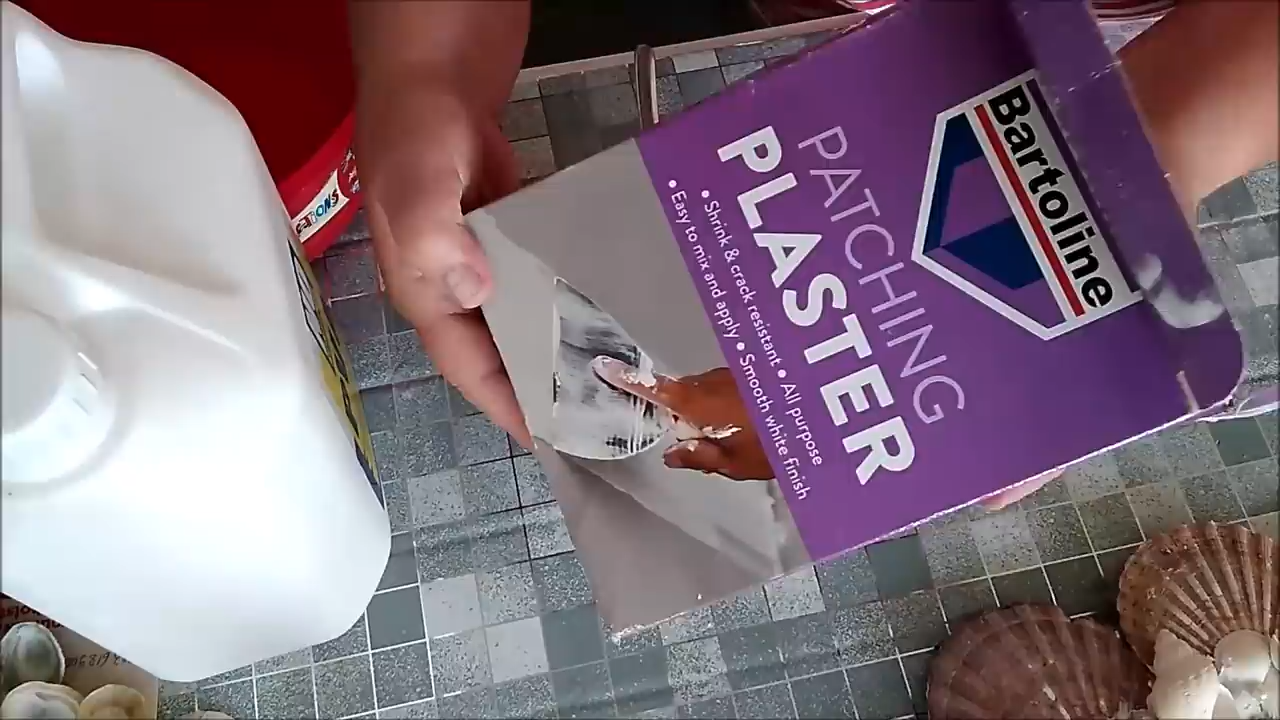 Bartoline
PATCHING
PLASTER
• Shrink & crack resistant • All purpose
• Easy to mix and apply • Smooth white finish